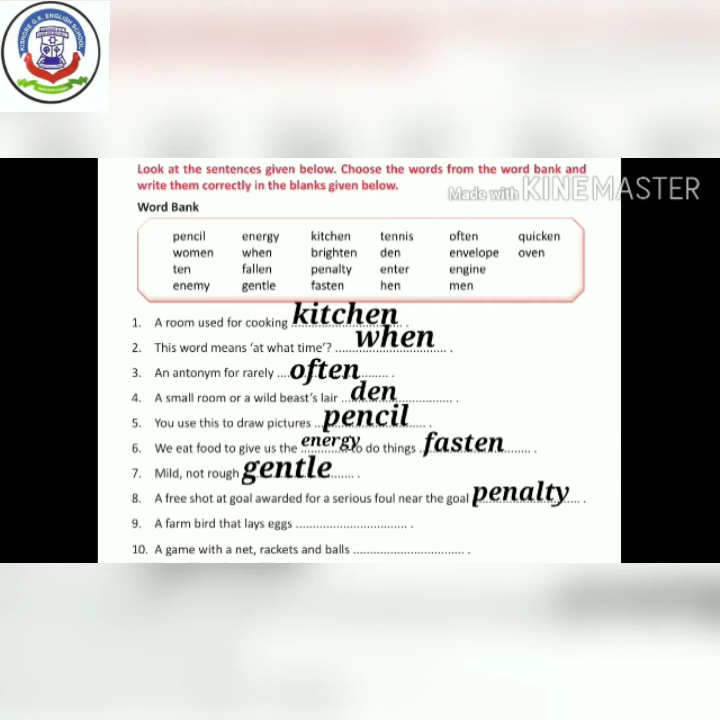 KISHORE G.K. ENGLISH SCHOOL
Look at the sentences given below. Choose the words from the word bank and
write them correctly in the blanks given below.
Made with KINEMASTER
Word Bank
pencil energy kitchen tennis often quicken
women when brighten den envelope oven
ten fallen penalty enter engine
enemy gentle fasten hen men
1. A room used for cooking kitchen .
2. This word means 'at what time'? when .
3. An antonym for rarely often .
4. A small room or a wild beast's lair den .
5. You use this to draw pictures pencil .
6. We eat food to give us the energy to do things fasten .
7. Mild, not rough gentle .
8. A free shot at goal awarded for a serious foul near the goal penalty .
9. A farm bird that lays eggs .................................. .
10. A game with a net, rackets and balls .................................. .